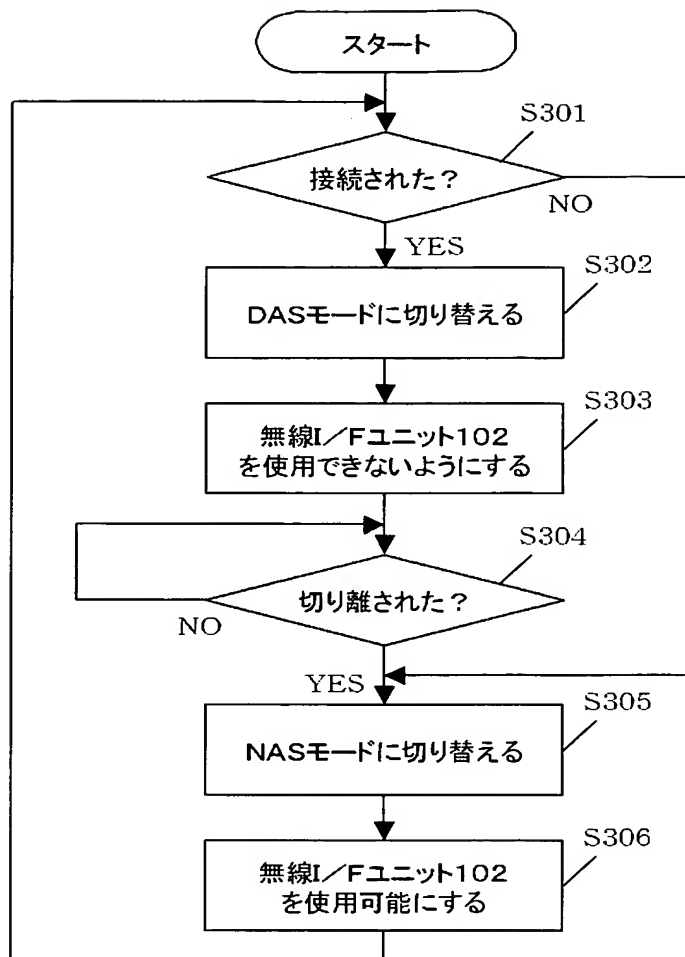 スタート
S301
接続された?
NO
YES
S302
DASモードに切り替える
S303
無線I/Fユニット102
を使用できないようにする
S304
切り離された?
NO
YES
S305
NASモードに切り替える
S306
無線I/Fユニット102
を使用可能にする